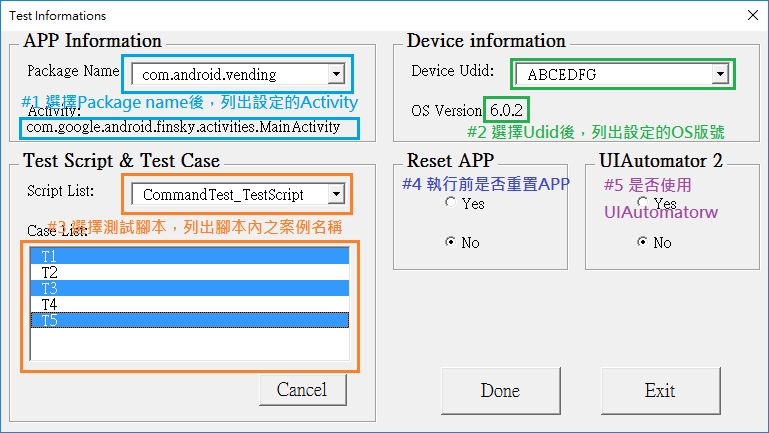 Test Informations
APP Information
Package Name
com.android.vending
#1 選擇Package name後，列出設定的Activity
Activity:
com.google.android.finsky.activities.MainActivity
Device information
Device Udid:
ABCEDFG
OS Version
6.0.2
#2 選擇Udid後，列出設定的OS版號
Test Script & Test Case
Script List:
CommandTest_TestScript
#3 選擇測試腳本，列出腳本內之案例名稱
Case List:
T1
T2
T3
T4
T5
Cancel
Reset APP
#4 執行前是否重置APP
Yes
No
UIAutomator 2
#5 是否使用
UIAutomatorw
Yes
No
Done
Exit